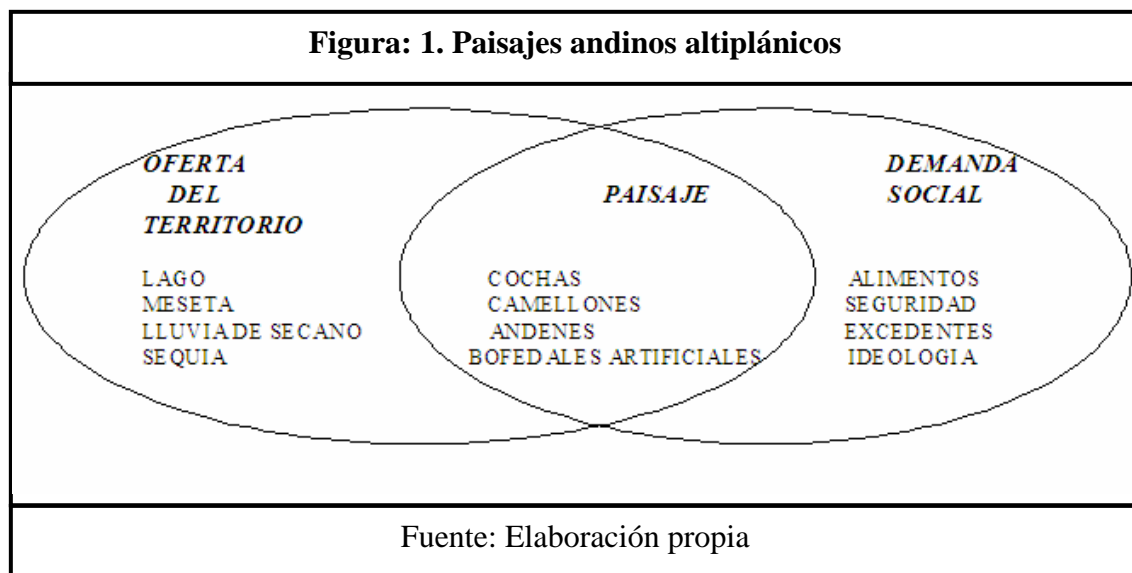 Figura: 1. Paisajes andinos altiplánicos
OFERTA
DEL
TERRITORIO
LAGO
MESETA
LLUVIA DE SECANO
SEQUIA
PAISAJE
COCHAS
CAMELLONES
ANDENES
BOFEDALES ARTIFICIALES
DEMANDA
SOCIAL
ALIMENTOS
SEGURIDAD
EXCEDENTES
IDEOLOGIA
Fuente: Elaboración propia